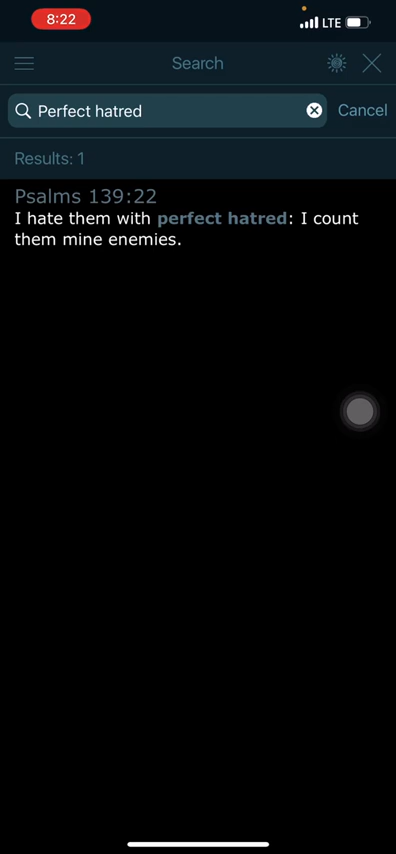 8:22 LTE
Search
Perfect hatred Cancel
Results: 1
Psalms 139:22
I hate them with perfect hatred: I count
them mine enemies.